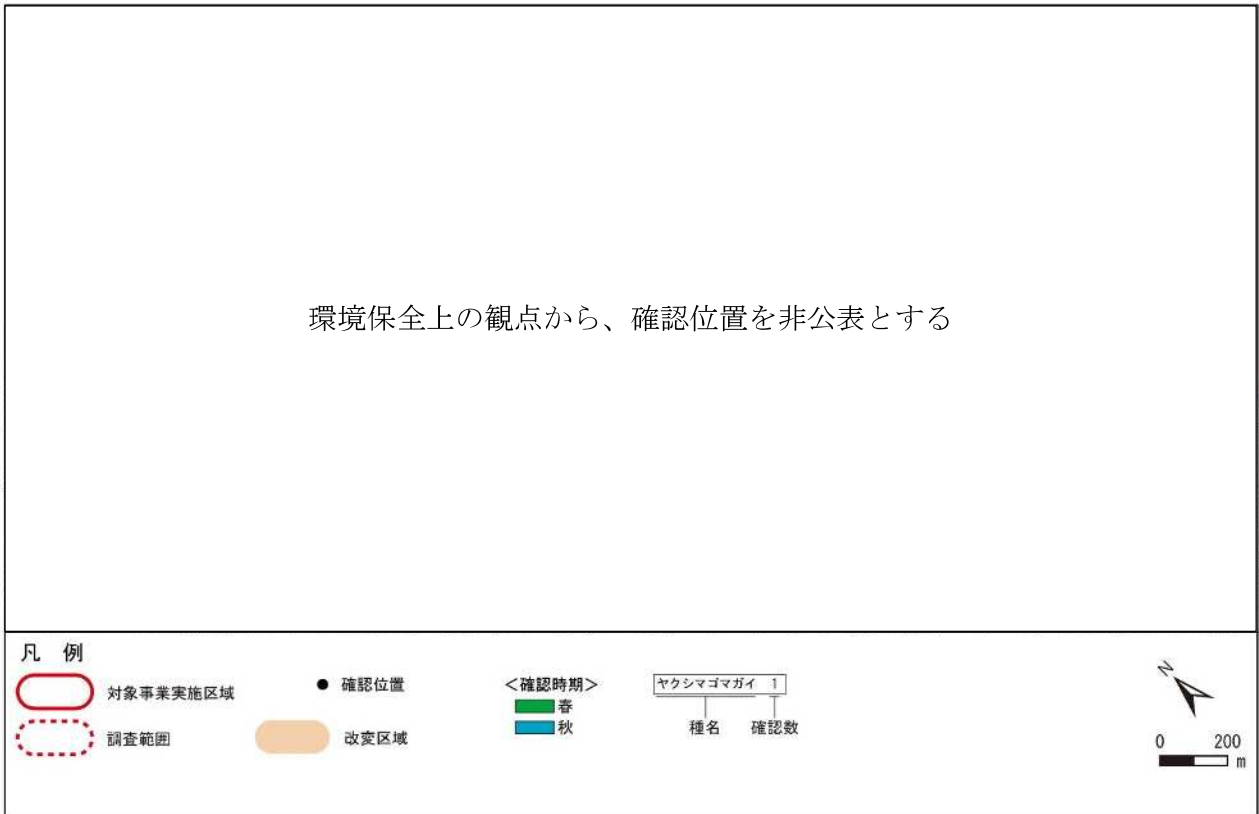 環境保全上の観点から、確認位置を非公表とする
凡 例
対象事業実施区域
調査範囲
確認位置
改変区域
＜確認時期＞
春
秋
ヤクシマゴマガイ 1
種名 確認数
N
0 200
m